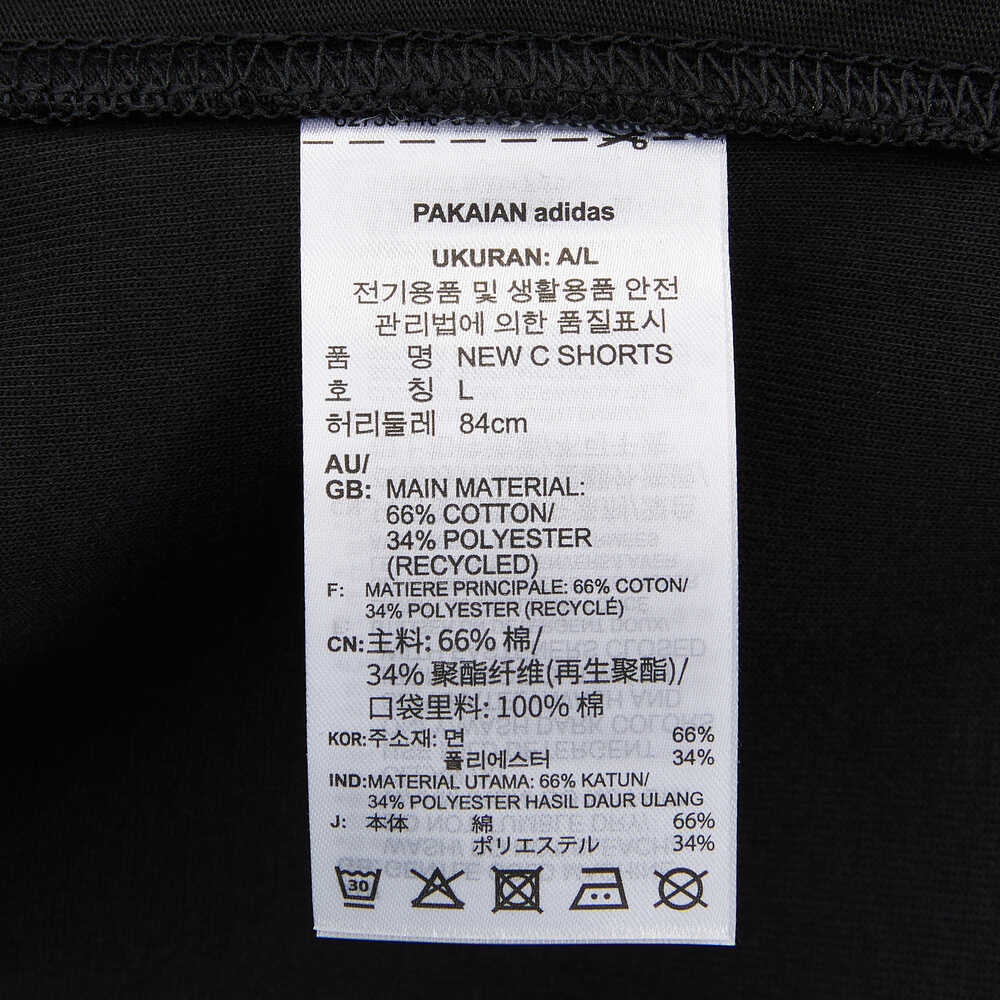 PAKAIAN adidas
UKURAN: A/L
전기용품 및 생활용품 안전
관리법에 의한 품질표시
품 명 NEW C SHORTS
호 칭 L
허리둘레 84cm
AU/
GB: MAIN MATERIAL:
66% COTTON/
34% POLYESTER
(RECYCLED)
F: MATIERE PRINCIPALE: 66% COTON/
34% POLYESTER (RECYCLÉ)
CN:主料: 66% 棉/
34% 聚酯纤维(再生聚酯)/
口袋里料: 100% 棉
KOR:주소재: 면 66%
폴리에스터 34%
IND:MATERIAL UTAMA: 66% KATUN/
34% POLYESTER HASIL DAUR ULANG
J: 本体 綿 66%
ポリエステル 34%
30